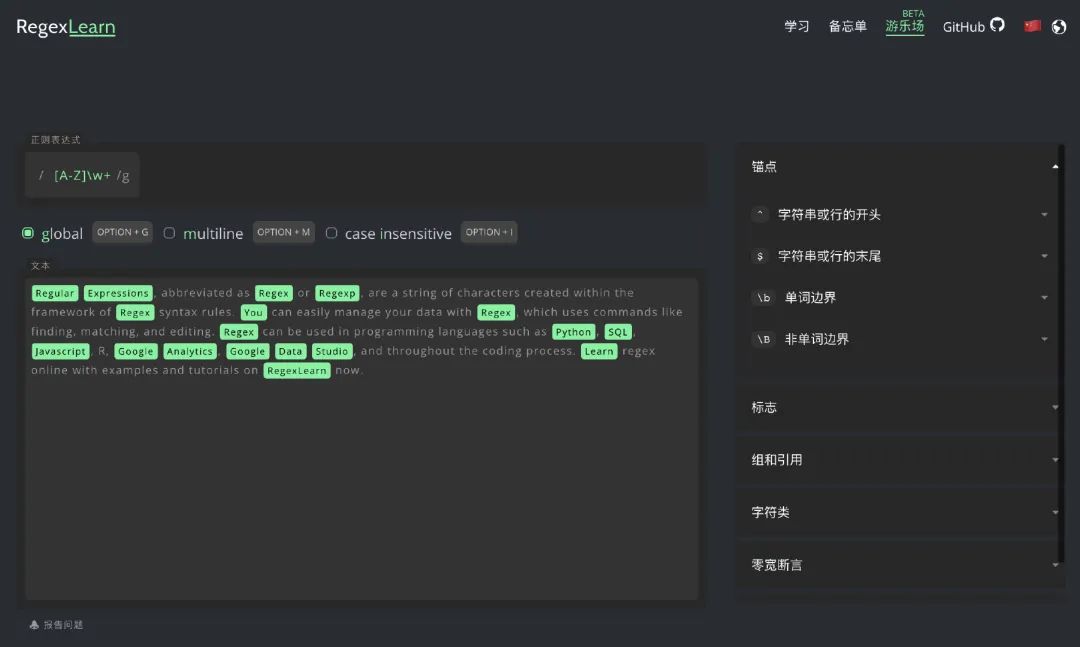 RegexLearn
学习 备忘单 游乐场 BETA GitHub
正则表达式
/ [A-Z]\w+ /g
global OPTION + G multiline OPTION + M case insensitive OPTION + I
文本
Regular Expressions, abbreviated as Regex or Regexp, are a string of characters created within the
framework of Regex syntax rules. You can easily manage your data with Regex, which uses commands like
finding, matching, and editing. Regex can be used in programming languages such as Python, SQL,
Javascript, R, Google Analytics, Google Data Studio, and throughout the coding process. Learn regex
online with examples and tutorials on RegexLearn now.
报告问题
锚点
^ 字符串或行的开头
$ 字符串或行的末尾
\b 单词边界
\B 非单词边界
标志
组和引用
字符类
零宽断言